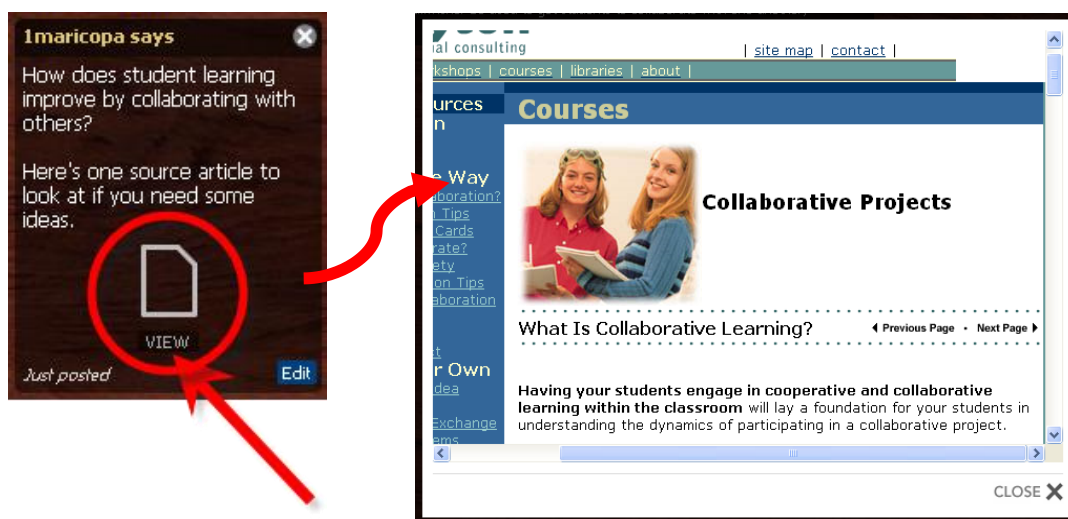 1maricopa says
How does student learning
improve by collaborating with
others?
Here's one source article to
look at if you need some
ideas.
VIEW
Just posted
Edit
ial consulting
| site map | contact |
kshops | courses | libraries | about |
urces
n
Courses
e Way
aboration?
n Tips
Cards
rate?
ety
on Tips
aboration
Collaborative Projects
What Is Collaborative Learning?
Previous Page · Next Page
t
r Own
dea
Exchange
ems
Having your students engage in cooperative and collaborative
learning within the classroom will lay a foundation for your students in
understanding the dynamics of participating in a collaborative project.
CLOSE